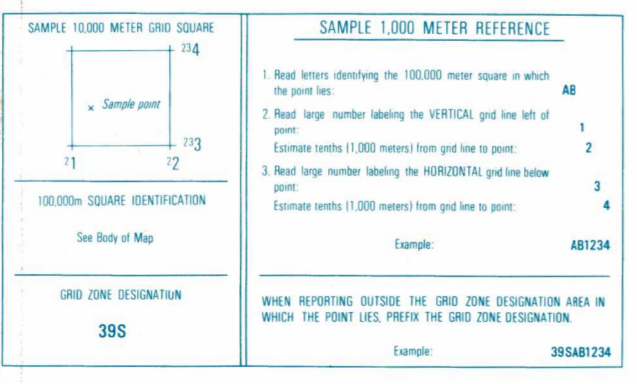 SAMPLE 10,000 METER GRID SQUARE
234
Sample point
233
21
22
100,000m SQUARE IDENTIFICATION
See Body of Map
GRID ZONE DESIGNATION
39S
SAMPLE 1,000 METER REFERENCE
1. Read letters identifying the 100,000 meter square in which
the point lies: AB
2. Read large number labeling the VERTICAL grid line left of
point: 1
Estimate tenths (1,000 meters) from grid line to point: 2
3. Read large number labeling the HORIZONTAL grid line below
point: 3
Estimate tenths (1,000 meters) from grid line to point: 4
Example: AB1234
WHEN REPORTING OUTSIDE THE GRID ZONE DESIGNATION AREA IN
WHICH THE POINT LIES, PREFIX THE GRID ZONE DESIGNATION.
Example: 39SAB1234